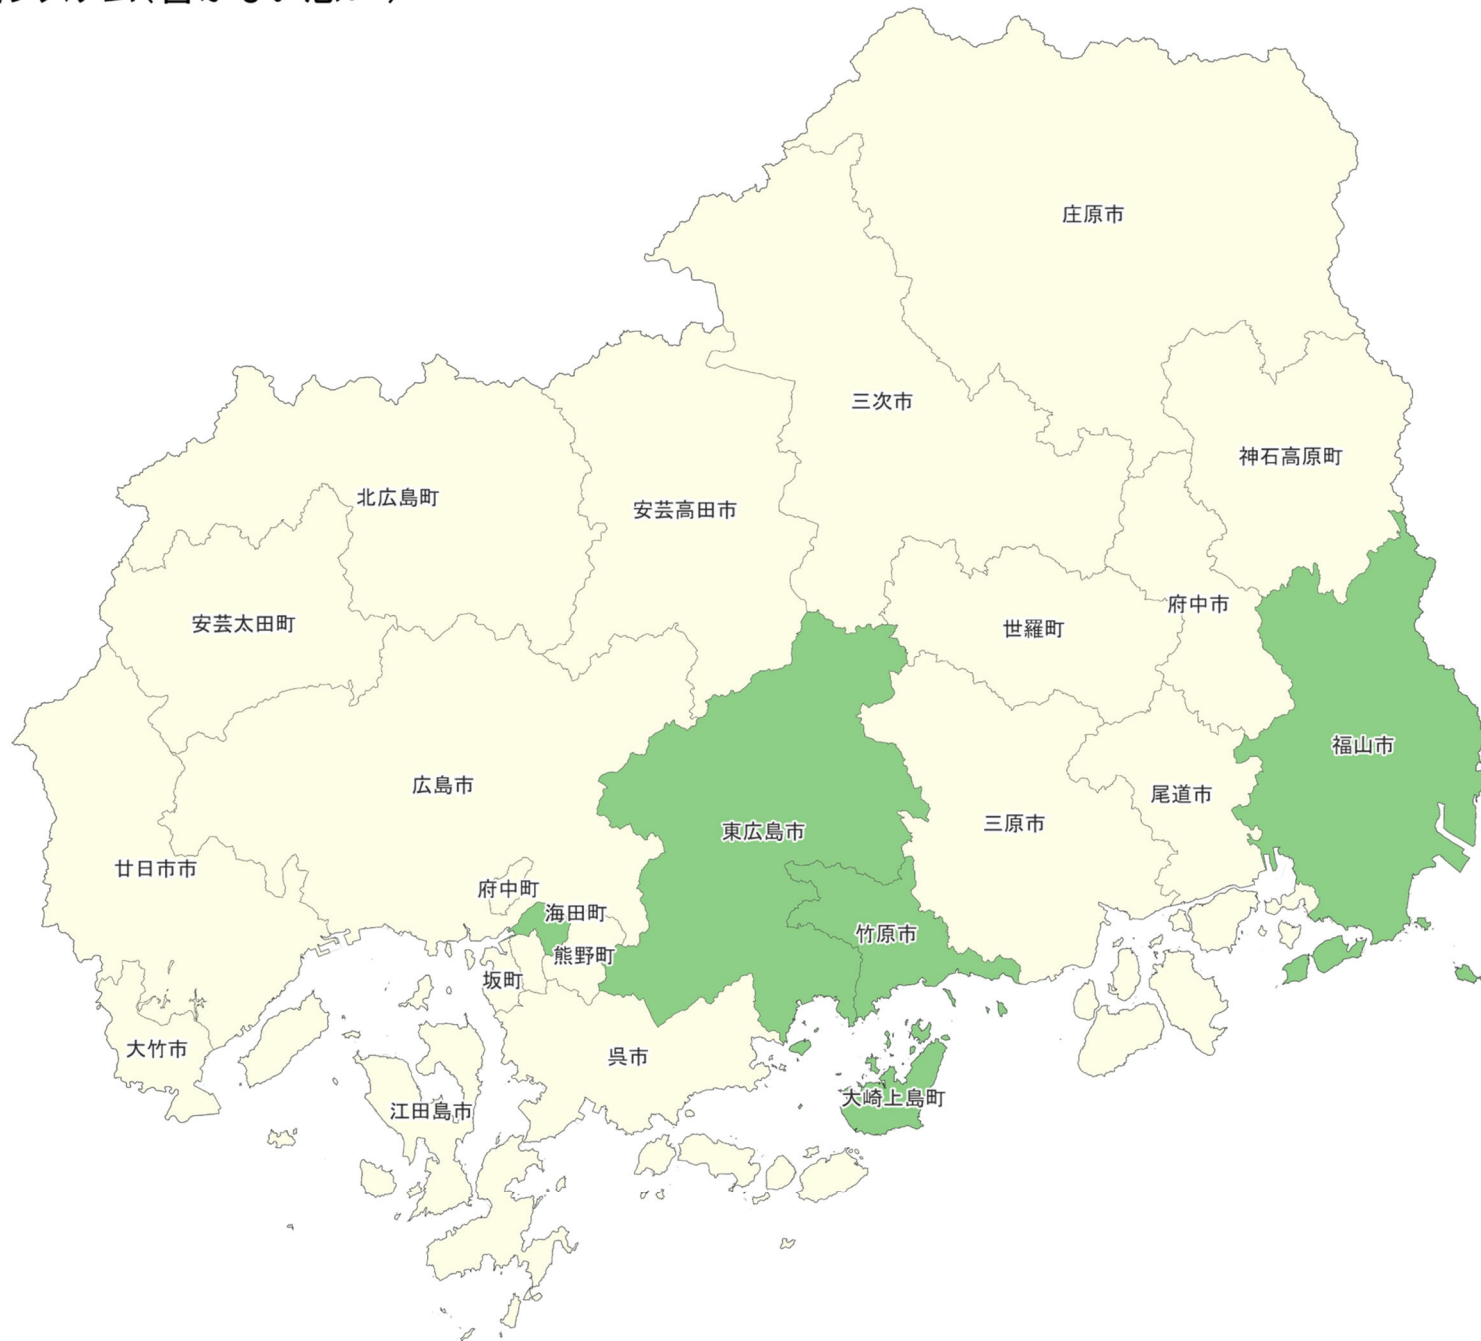 庄原市
三次市
神石高原町
北広島町
安芸高田市
府中市
安芸太田町
世羅町
福山市
広島市
尾道市
三原市
東広島市
廿日市市
府中町
海田町
竹原市
熊野町
坂町
大竹市
呉市
大崎上島町
江田島市